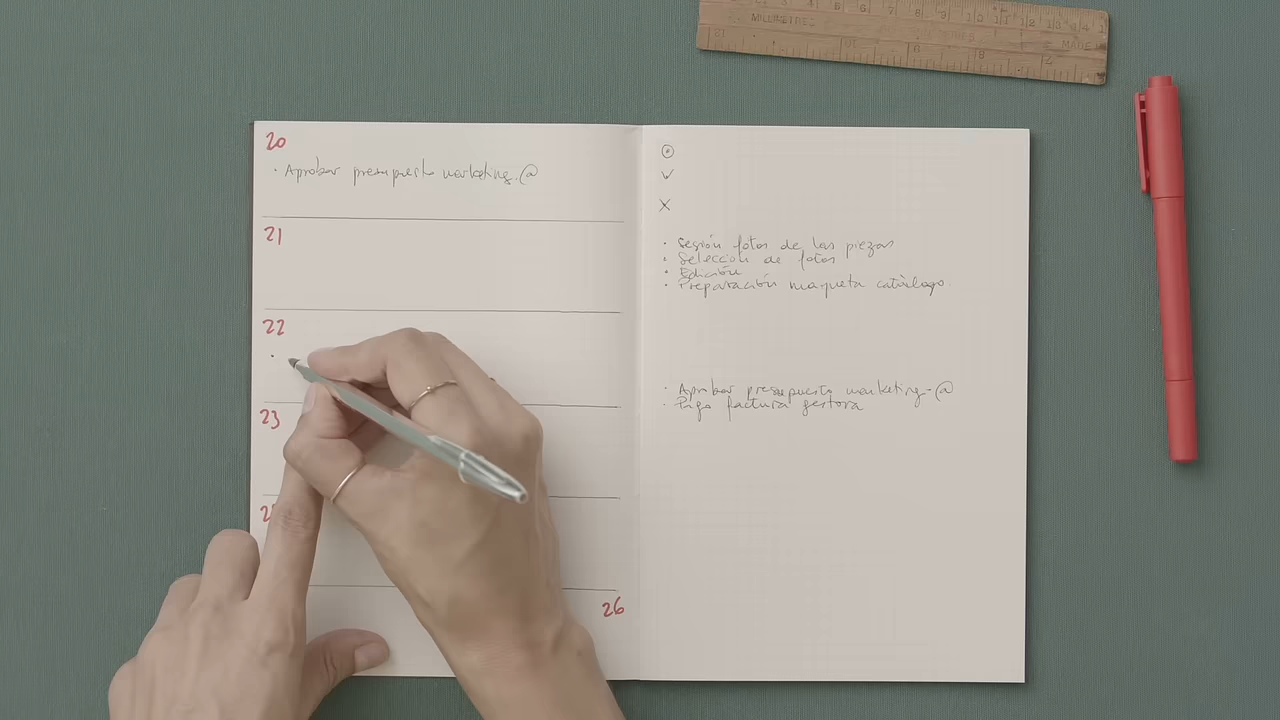 20
· Aprobar presupuesto marketing.@
21
22
·
23
26
· Sesión fotos de las piezas
· Selección de fotos
· Edición
· Preparación maqueta catálogo.
· Aprobar presupuesto marketing-@
· Pago factura gestora
MILLIMETRES
MADE